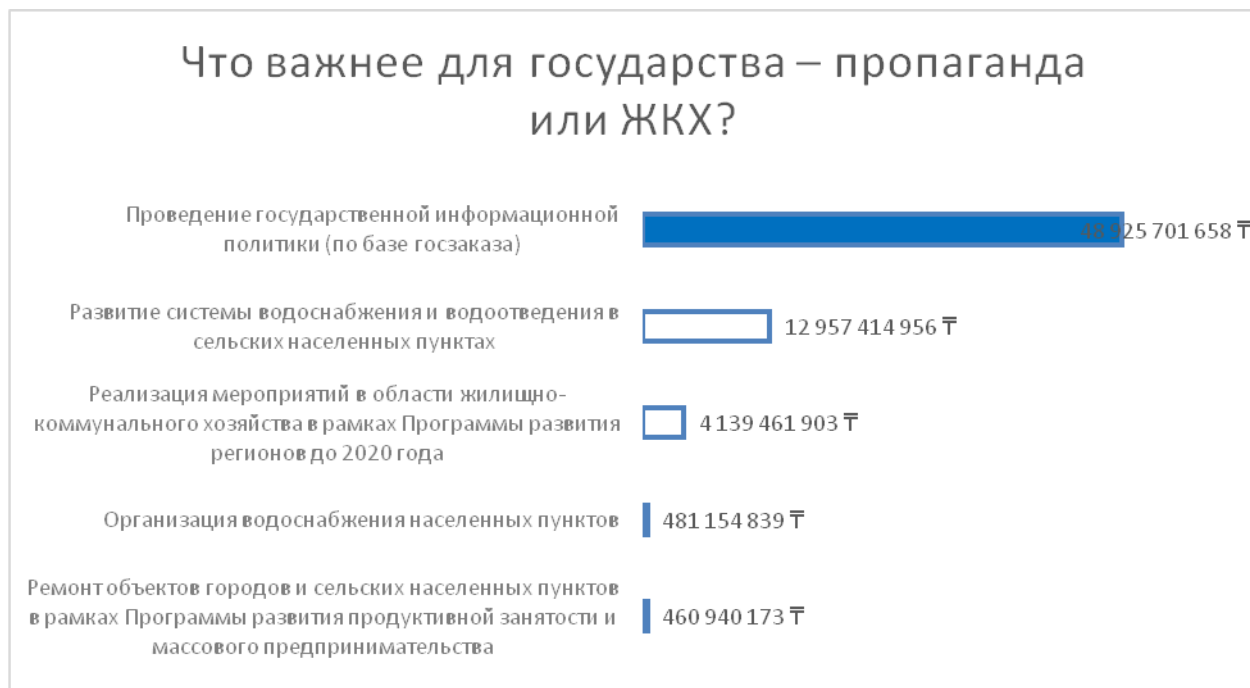 Что важнее для государства – пропаганда
или ЖКХ?
Проведение государственной информационной
политики (по базе госзаказа)
48 925 701 658 ₸
Развитие системы водоснабжения и водоотведения в
сельских населенных пунктах
12 957 414 956 ₸
Реализация мероприятий в области жилищно-
коммунального хозяйства в рамках Программы развития
регионов до 2020 года
4 139 461 903 ₸
Организация водоснабжения населенных пунктов
481 154 839 ₸
Ремонт объектов городов и сельских населенных пунктов
в рамках Программы развития продуктивной занятости и
массового предпринимательства
460 940 173 ₸